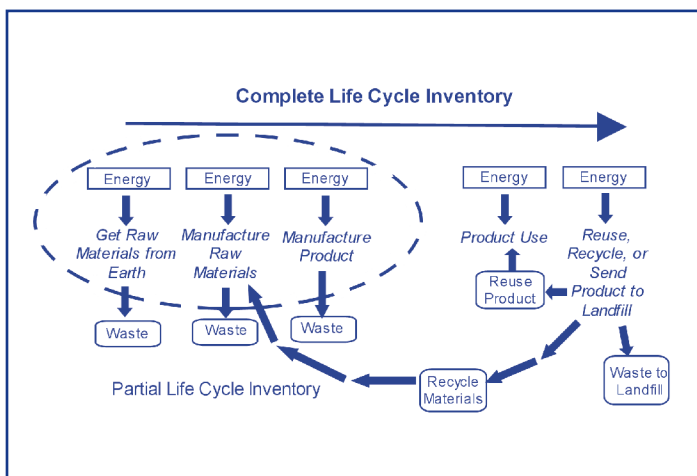 Complete Life Cycle Inventory
Energy
Energy
Energy
Energy
Energy
Get Raw
Materials from
Earth
Manufacture
Raw
Materials
Manufacture
Product
Product Use
Reuse,
Recycle, or
Send
Product to
Landfill
Reuse
Product
Waste
Waste
Waste
Waste to
Landfill
Recycle
Materials
Partial Life Cycle Inventory